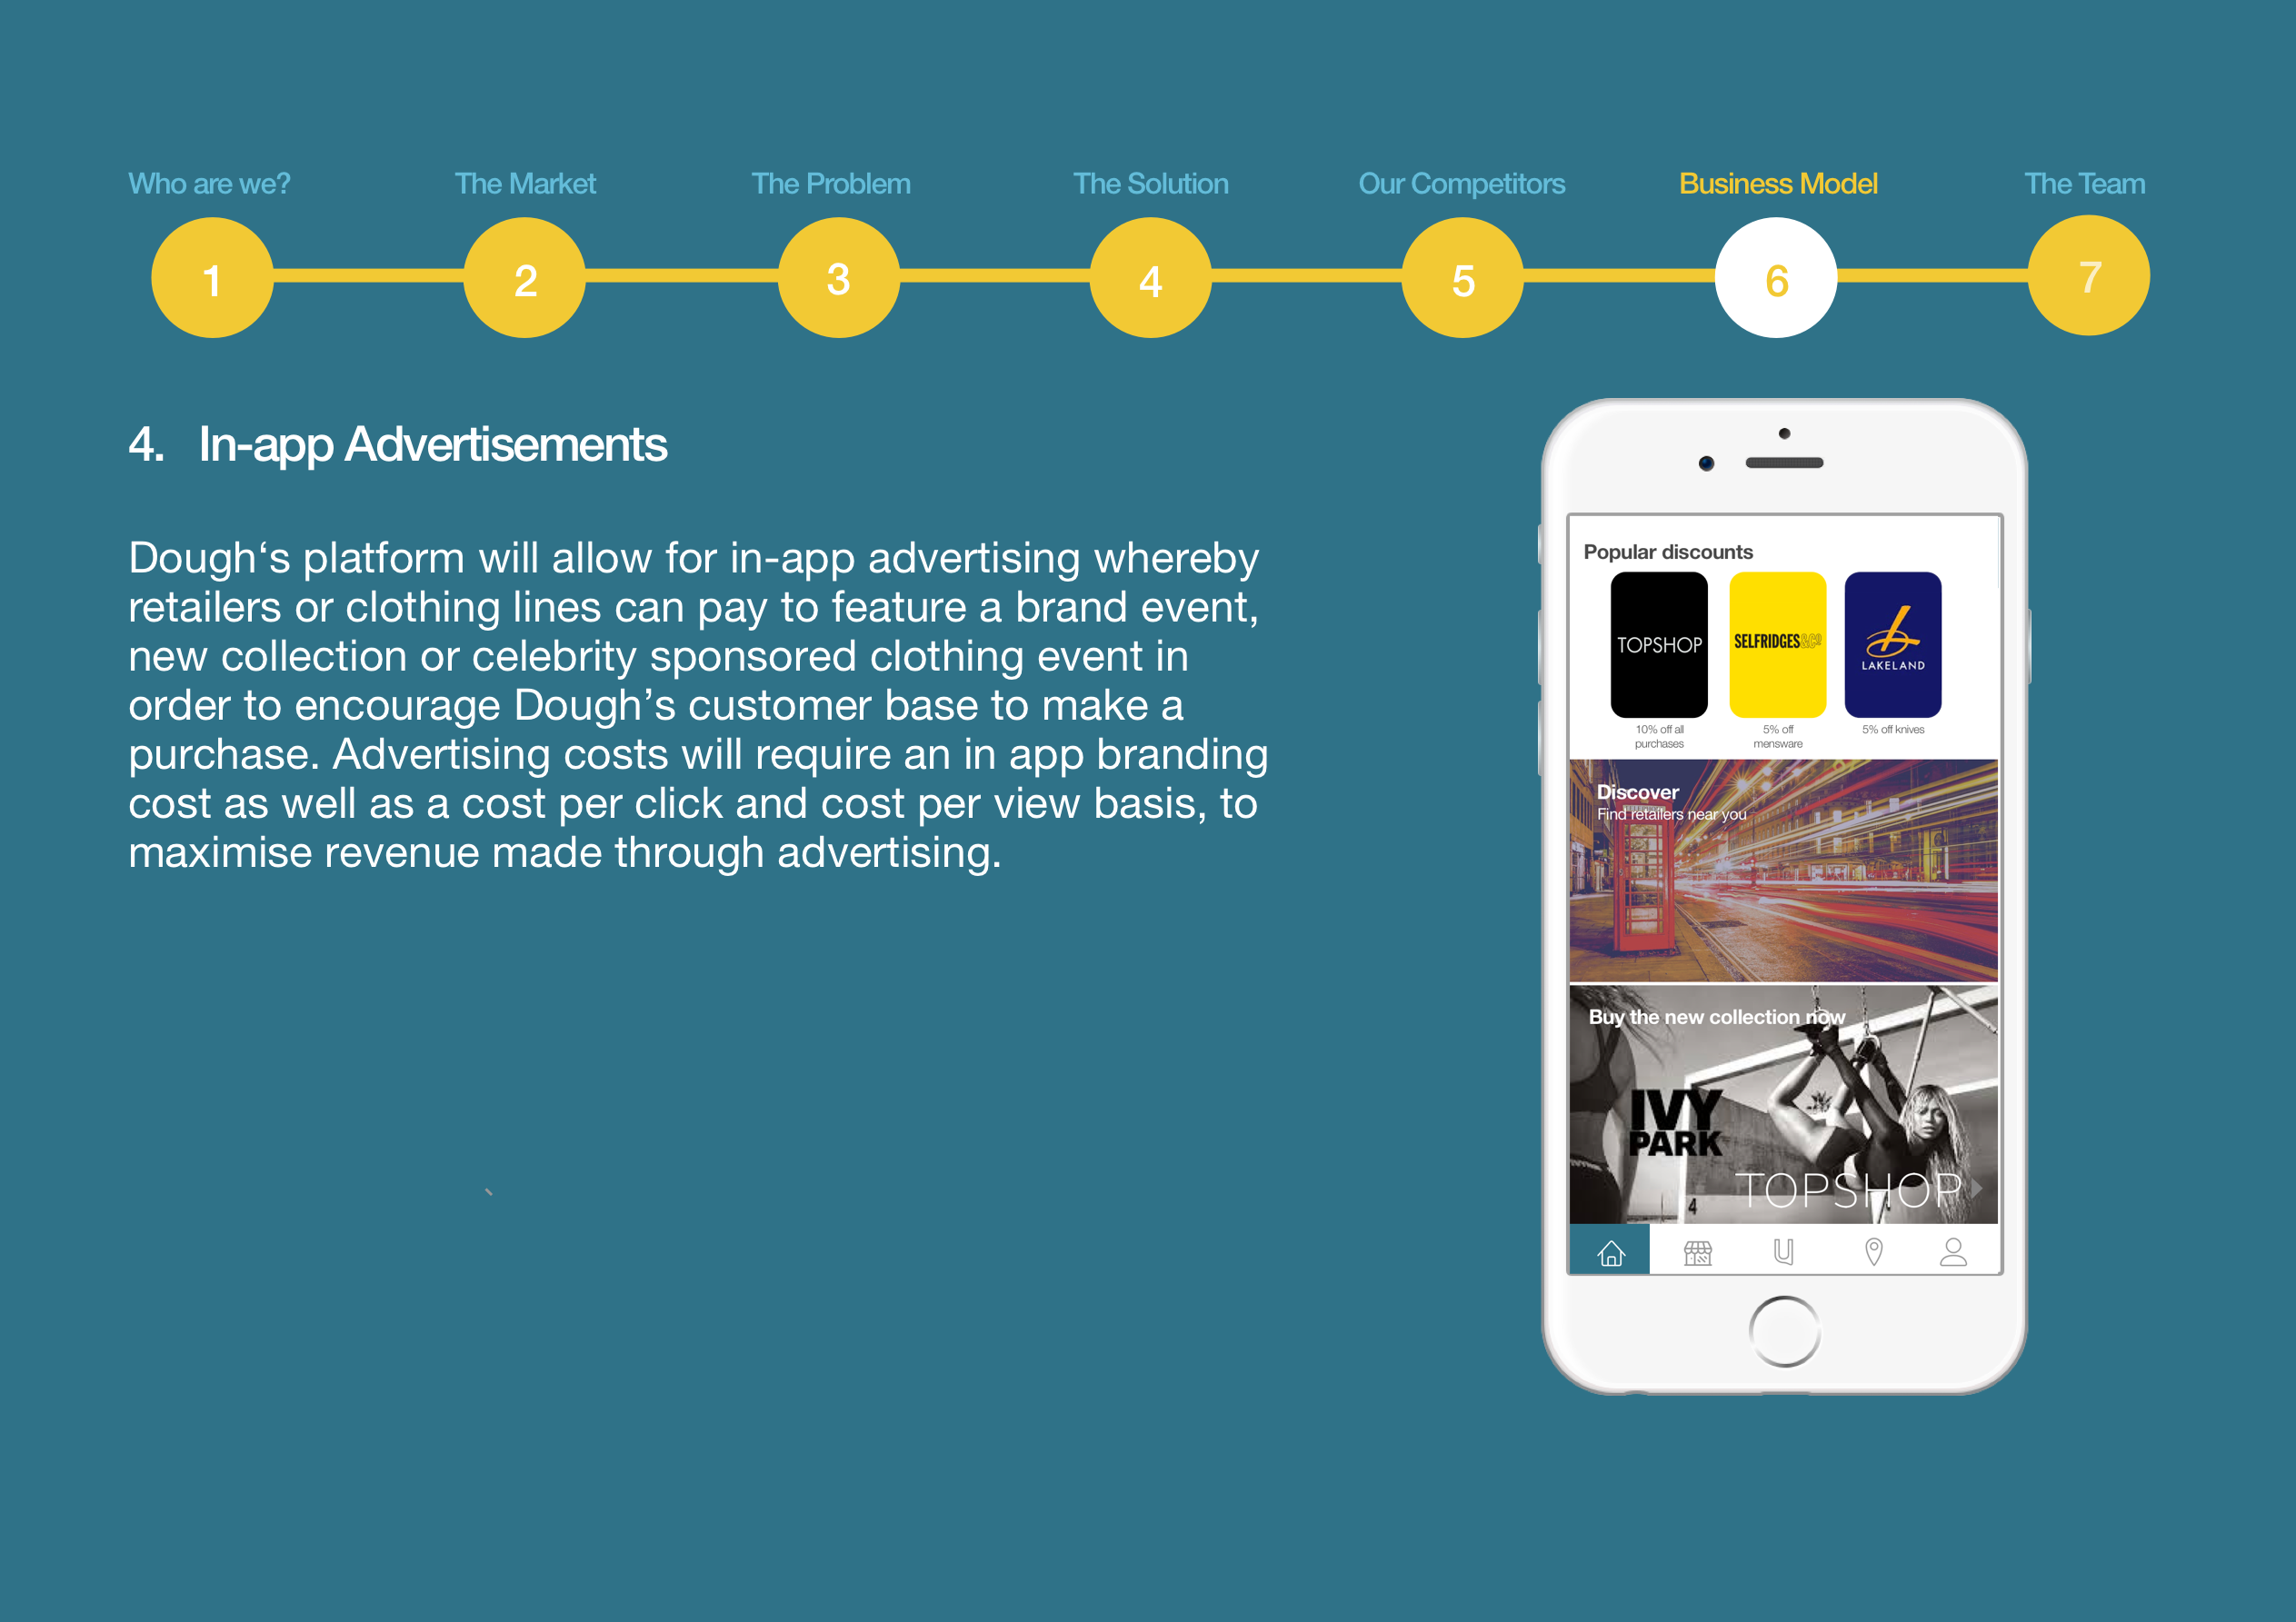 Who are we?
The Market
The Problem
The Solution
Our Competitors
Business Model
The Team
1
2
3
4
5
6
7
4. In-app Advertisements
Dough‘s platform will allow for in-app advertising whereby
retailers or clothing lines can pay to feature a brand event,
new collection or celebrity sponsored clothing event in
order to encourage Dough’s customer base to make a
purchase. Advertising costs will require an in app branding
cost as well as a cost per click and cost per view basis, to
maximise revenue made through advertising.
Popular discounts
TOPSHOP
SELFRIDGES&CO
LAKELAND
10% off all
purchases
5% off
mensware
5% off knives
Discover
Find retailers near you
Buy the new collection now
IVY
PARK
TOPSHOP
4